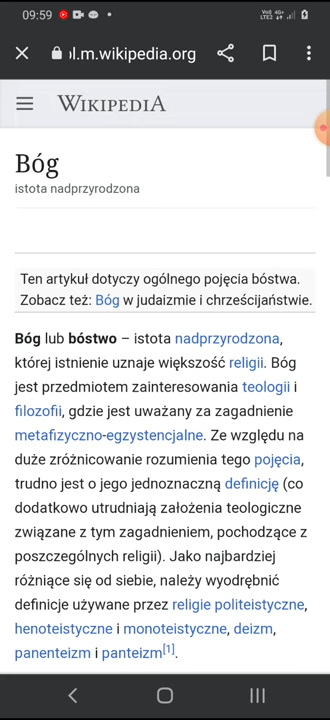 09:59
Voł) 4G+
LTE2
ɔl.m.wikipedia.org
WIKIPEDIA
Bóg
istota nadprzyrodzona
Ten artykuł dotyczy ogólnego pojęcia bóstwa.
Zobacz też: Bóg w judaizmie i chrześcijaństwie.
Bóg lub bóstwo – istota nadprzyrodzona,
której istnienie uznaje większość religii. Bóg
jest przedmiotem zainteresowania teologii i
filozofii, gdzie jest uważany za zagadnienie
metafizyczno-egzystencjalne. Ze względu na
duże zróżnicowanie rozumienia tego pojęcia,
trudno jest o jego jednoznaczną definicję (co
dodatkowo utrudniają założenia teologiczne
związane z tym zagadnieniem, pochodzące z
poszczególnych religii). Jako najbardziej
różniące się od siebie, należy wyodrębnić
definicje używane przez religie politeistyczne,
henoteistyczne i monoteistyczne, deizm,
panenteizm i panteizm[1].